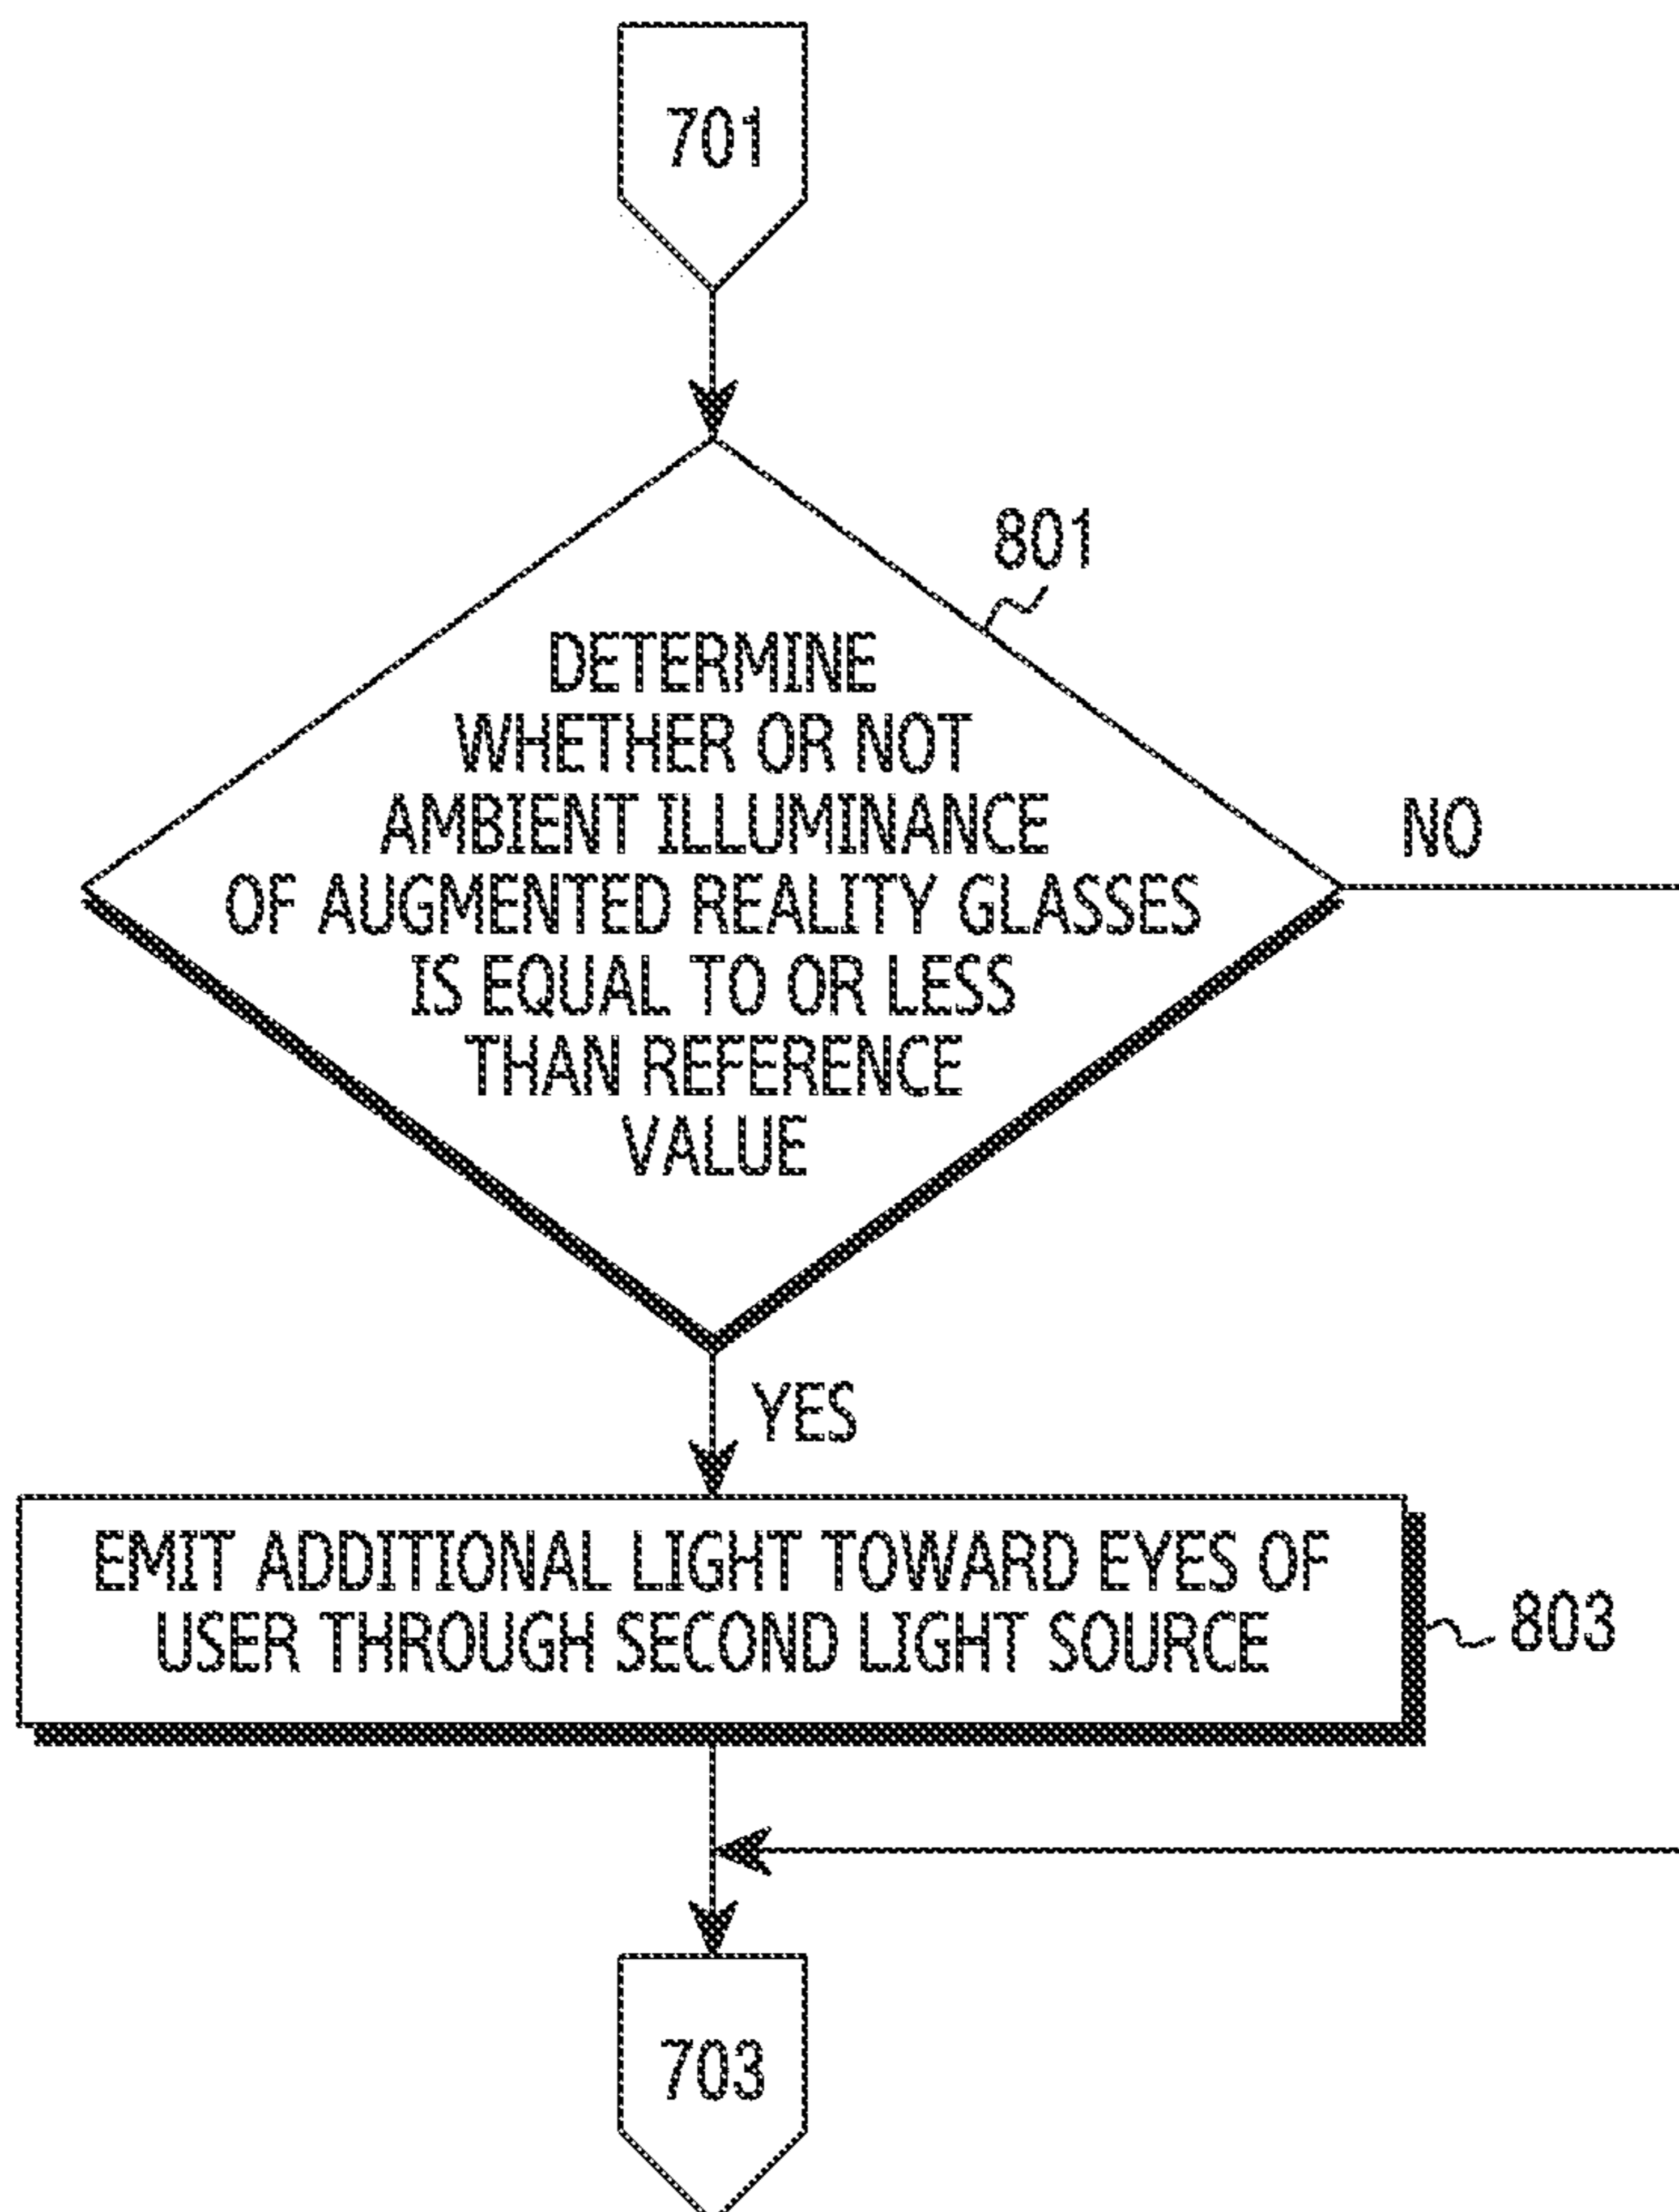 701
801
DETERMINE
WHETHER OR NOT
AMBIENT ILLUMINANCE
OF AUGMENTED REALITY GLASSES
IS EQUAL TO OR LESS
THAN REFERENCE
VALUE
NO
YES
EMIT ADDITIONAL LIGHT TOWARD EYES OF
USER THROUGH SECOND LIGHT SOURCE
803
703